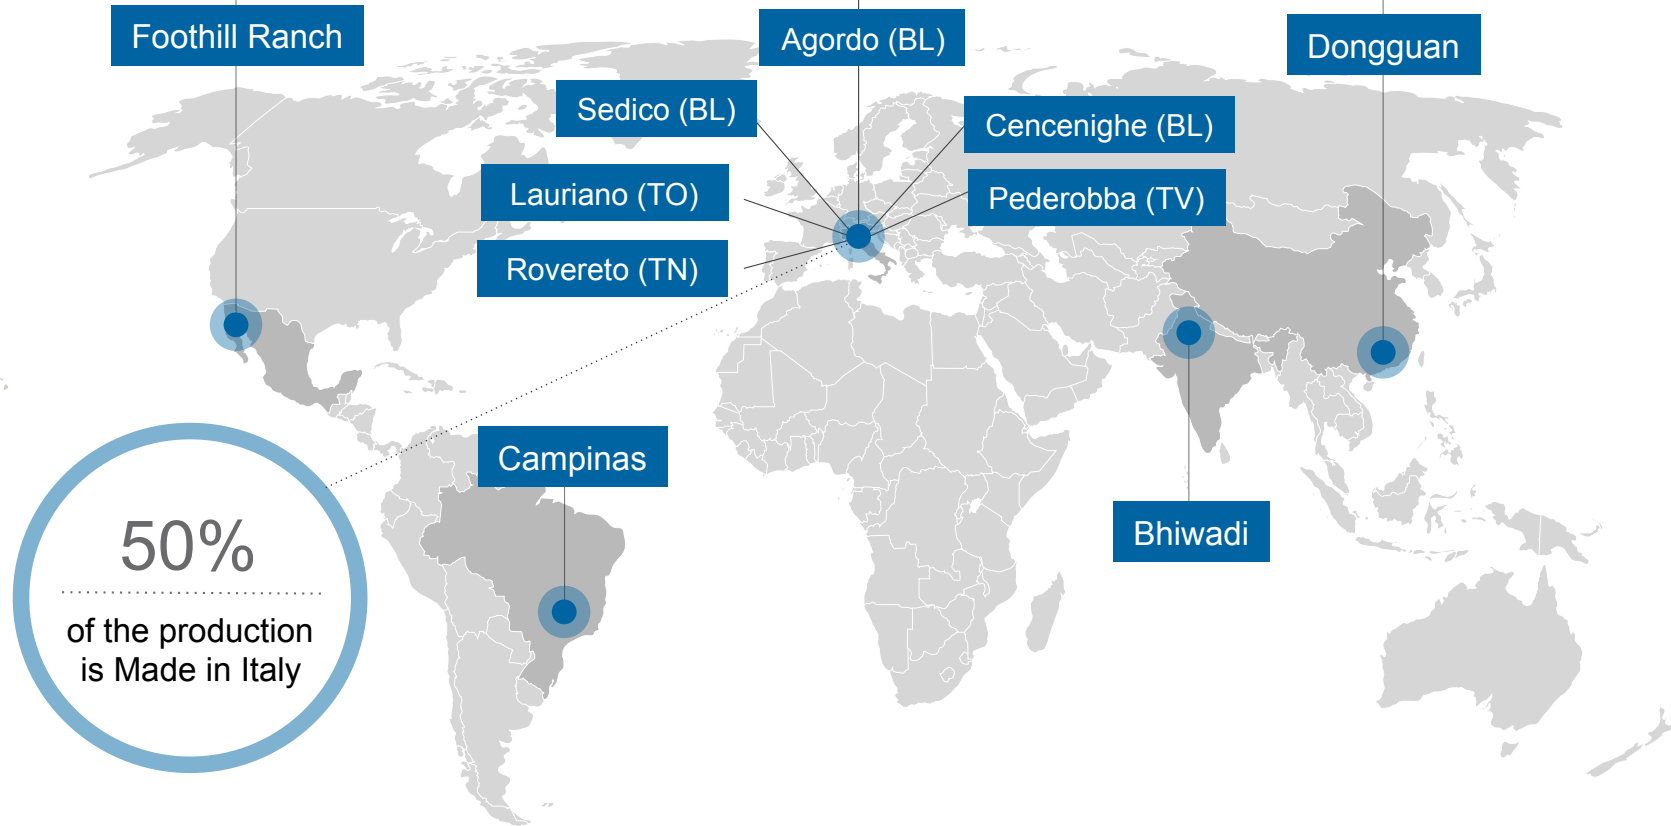 Foothill Ranch
Agordo (BL)
Dongguan
Sedico (BL)
Cencenighe (BL)
Lauriano (TO)
Pederobba (TV)
Rovereto (TN)
Campinas
Bhiwadi
50%
of the production
is Made in Italy